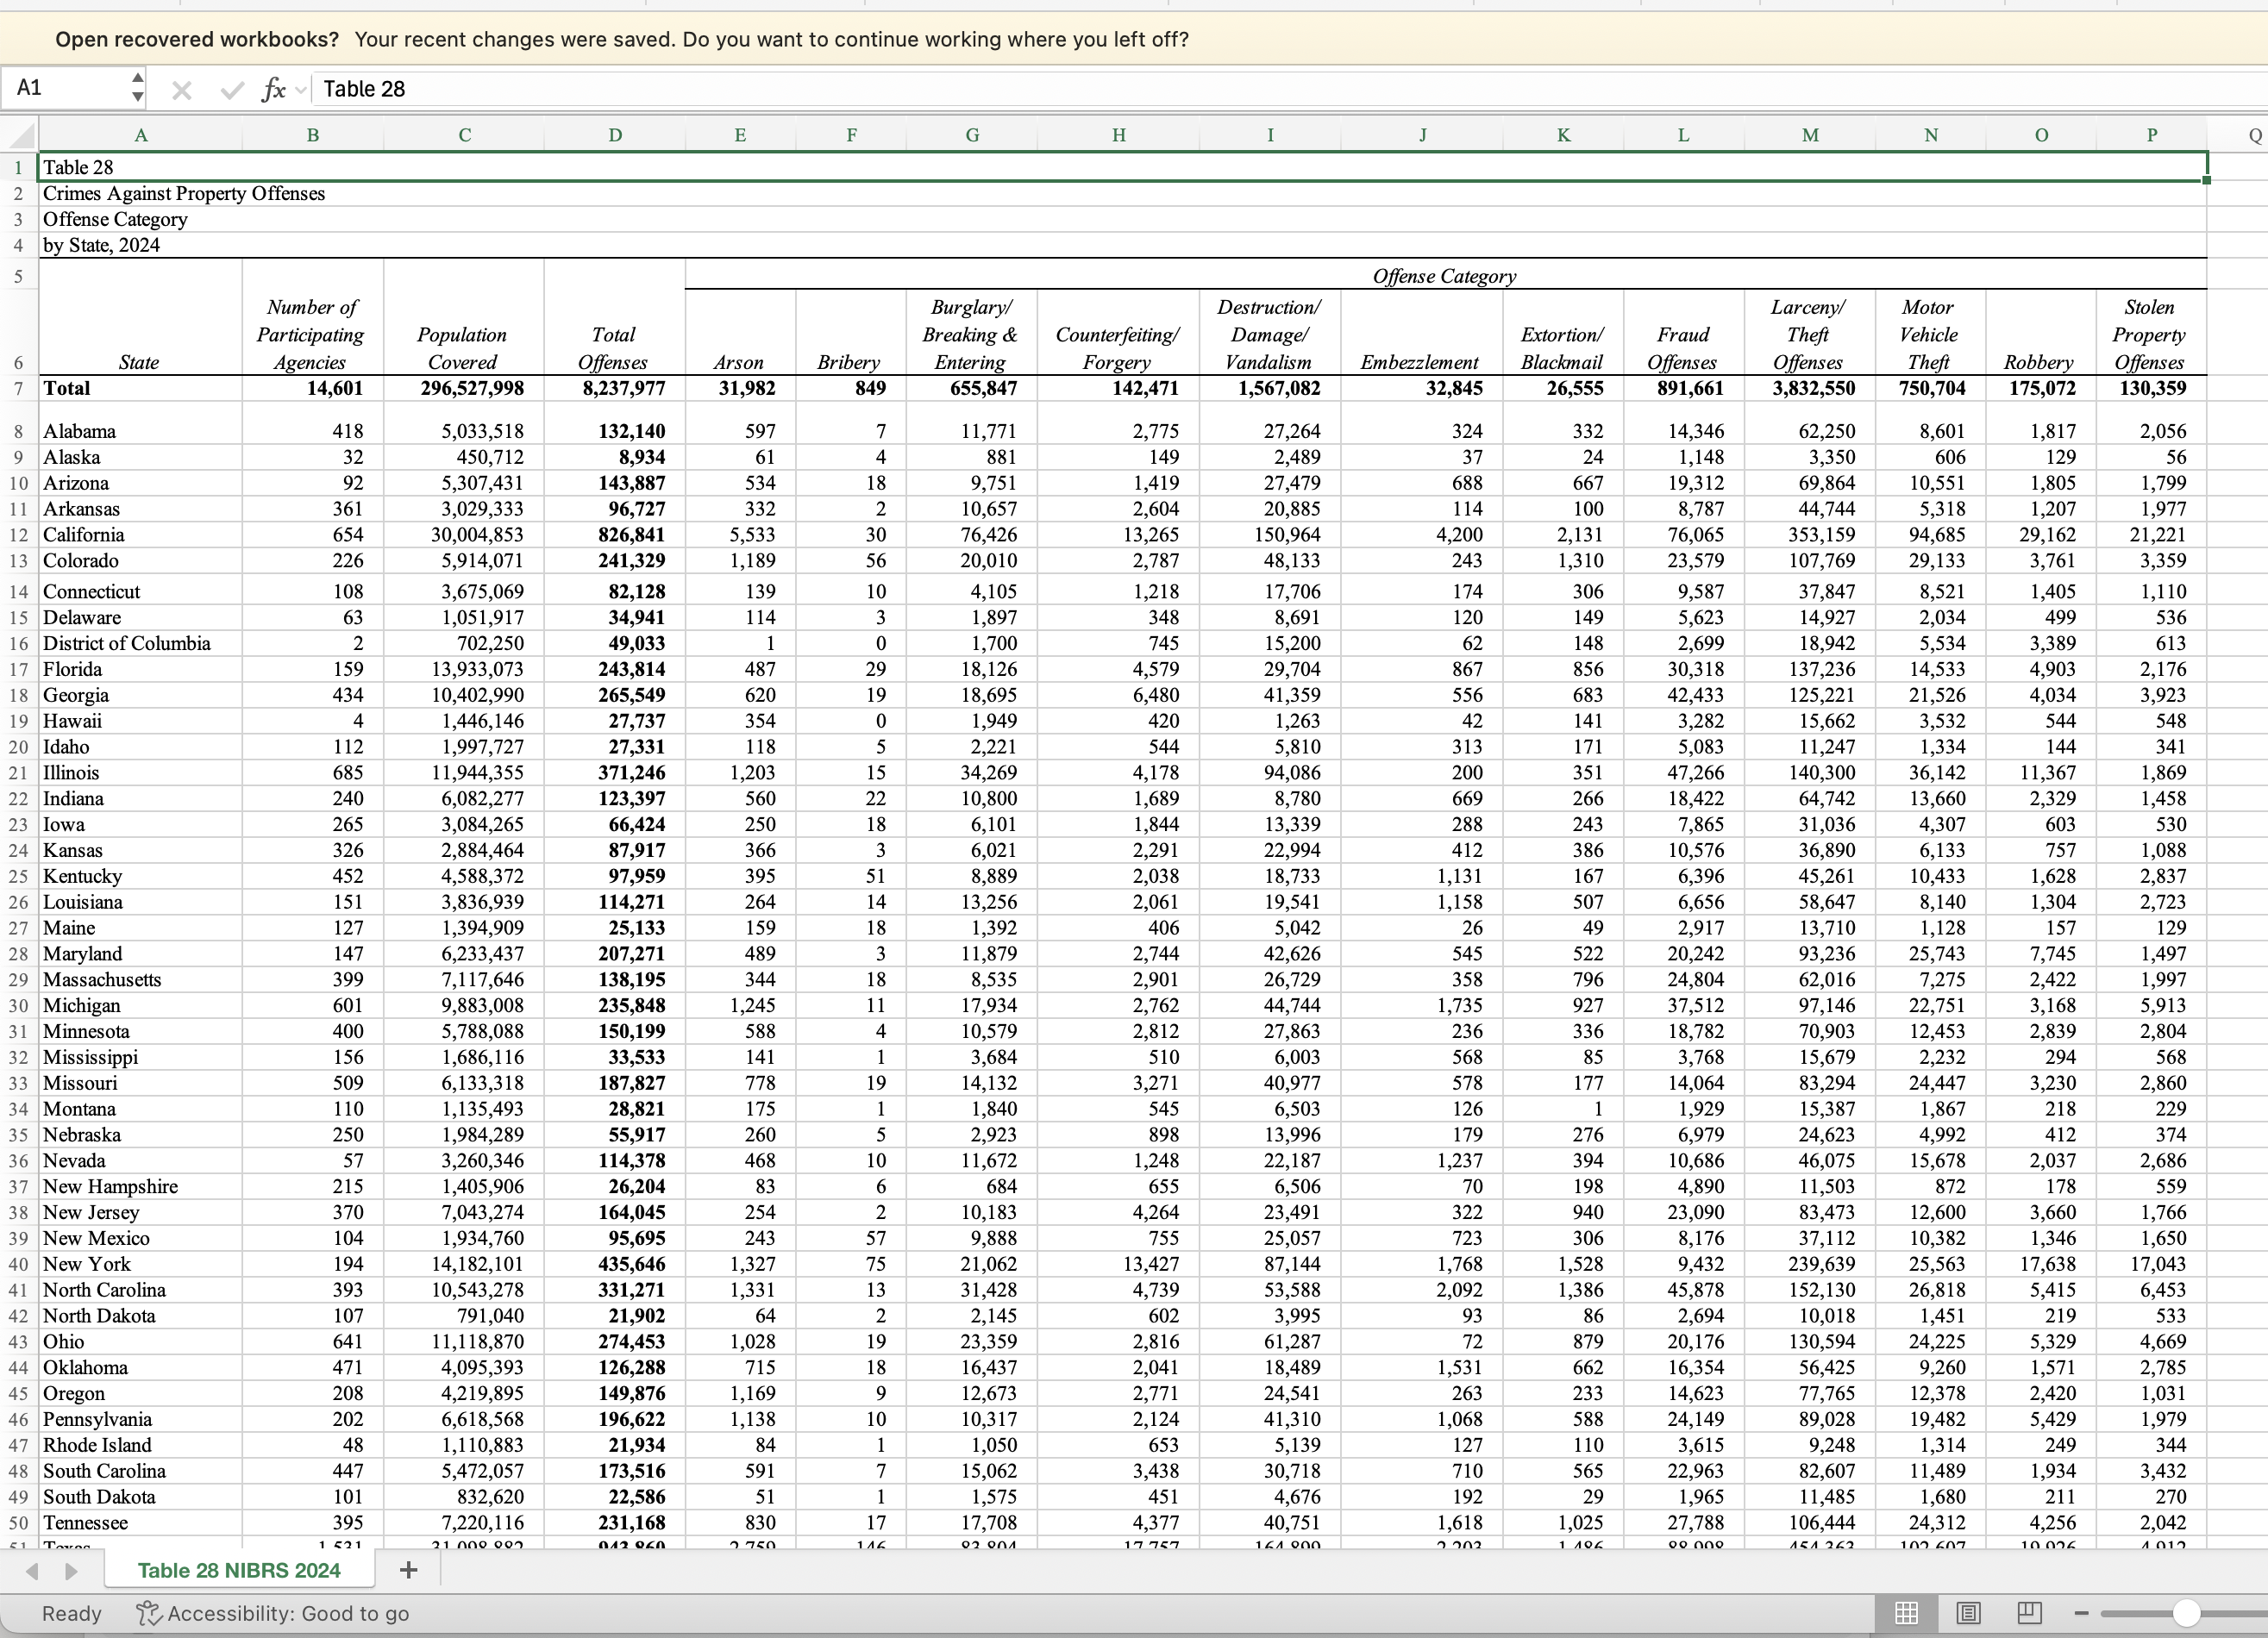 Open recovered workbooks? Your recent changes were saved. Do you want to continue working where you left off?
A1 fx Table 28
A B C D E F G H I J K L M N O P Q
1 Table 28
2 Crimes Against Property Offenses
3 Offense Category
4 by State, 2024
5 Offense Category
6 State Number of Participating Agencies Population Covered Total Offenses Arson Bribery Burglary/ Breaking & Entering Counterfeiting/ Forgery Destruction/ Damage/ Vandalism Embezzlement Extortion/ Blackmail Fraud Offenses Larceny/ Theft Offenses Motor Vehicle Theft Robbery Stolen Property Offenses
7 Total 14,601 296,527,998 8,237,977 31,982 849 655,847 142,471 1,567,082 32,845 26,555 891,661 3,832,550 750,704 175,072 130,359
8 Alabama 418 5,033,518 132,140 597 7 11,771 2,775 27,264 324 332 14,346 62,250 8,601 1,817 2,056
9 Alaska 32 450,712 8,934 61 4 881 149 2,489 37 24 1,148 3,350 606 129 56
10 Arizona 92 5,307,431 143,887 534 18 9,751 1,419 27,479 688 667 19,312 69,864 10,551 1,805 1,799
11 Arkansas 361 3,029,333 96,727 332 2 10,657 2,604 20,885 114 100 8,787 44,744 5,318 1,207 1,977
12 California 654 30,004,853 826,841 5,533 30 76,426 13,265 150,964 4,200 2,131 76,065 353,159 94,685 29,162 21,221
13 Colorado 226 5,914,071 241,329 1,189 56 20,010 2,787 48,133 243 1,310 23,579 107,769 29,133 3,761 3,359
14 Connecticut 108 3,675,069 82,128 139 10 4,105 1,218 17,706 174 306 9,587 37,847 8,521 1,405 1,110
15 Delaware 63 1,051,917 34,941 114 3 1,897 348 8,691 120 149 5,623 14,927 2,034 499 536
16 District of Columbia 2 702,250 49,033 1 0 1,700 745 15,200 62 148 2,699 18,942 5,534 3,389 613
17 Florida 159 13,933,073 243,814 487 29 18,126 4,579 29,704 867 856 30,318 137,236 14,533 4,903 2,176
18 Georgia 434 10,402,990 265,549 620 19 18,695 6,480 41,359 556 683 42,433 125,221 21,526 4,034 3,923
19 Hawaii 4 1,446,146 27,737 354 0 1,949 420 1,263 42 141 3,282 15,662 3,532 544 548
20 Idaho 112 1,997,727 27,331 118 5 2,221 544 5,810 313 171 5,083 11,247 1,334 144 341
21 Illinois 685 11,944,355 371,246 1,203 15 34,269 4,178 94,086 200 351 47,266 140,300 36,142 11,367 1,869
22 Indiana 240 6,082,277 123,397 560 22 10,800 1,689 8,780 669 266 18,422 64,742 13,660 2,329 1,458
23 Iowa 265 3,084,265 66,424 250 18 6,101 1,844 13,339 288 243 7,865 31,036 4,307 603 530
24 Kansas 326 2,884,464 87,917 366 3 6,021 2,291 22,994 412 386 10,576 36,890 6,133 757 1,088
25 Kentucky 452 4,588,372 97,959 395 51 8,889 2,038 18,733 1,131 167 6,396 45,261 10,433 1,628 2,837
26 Louisiana 151 3,836,939 114,271 264 14 13,256 2,061 19,541 1,158 507 6,656 58,647 8,140 1,304 2,723
27 Maine 127 1,394,909 25,133 159 18 1,392 406 5,042 26 49 2,917 13,710 1,128 157 129
28 Maryland 147 6,233,437 207,271 489 3 11,879 2,744 42,626 545 522 20,242 93,236 25,743 7,745 1,497
29 Massachusetts 399 7,117,646 138,195 344 18 8,535 2,901 26,729 358 796 24,804 62,016 7,275 2,422 1,997
30 Michigan 601 9,883,008 235,848 1,245 11 17,934 2,762 44,744 1,735 927 37,512 97,146 22,751 3,168 5,913
31 Minnesota 400 5,788,088 150,199 588 4 10,579 2,812 27,863 236 336 18,782 70,903 12,453 2,839 2,804
32 Mississippi 156 1,686,116 33,533 141 1 3,684 510 6,003 568 85 3,768 15,679 2,232 294 568
33 Missouri 509 6,133,318 187,827 778 19 14,132 3,271 40,977 578 177 14,064 83,294 24,447 3,230 2,860
34 Montana 110 1,135,493 28,821 175 1 1,840 545 6,503 126 1 1,929 15,387 1,867 218 229
35 Nebraska 250 1,984,289 55,917 260 5 2,923 898 13,996 179 276 6,979 24,623 4,992 412 374
36 Nevada 57 3,260,346 114,378 468 10 11,672 1,248 22,187 1,237 394 10,686 46,075 15,678 2,037 2,686
37 New Hampshire 215 1,405,906 26,204 83 6 684 655 6,506 70 198 4,890 11,503 872 178 559
38 New Jersey 370 7,043,274 164,045 254 2 10,183 4,264 23,491 322 940 23,090 83,473 12,600 3,660 1,766
39 New Mexico 104 1,934,760 95,695 243 57 9,888 755 25,057 723 306 8,176 37,112 10,382 1,346 1,650
40 New York 194 14,182,101 435,646 1,327 75 21,062 13,427 87,144 1,768 1,528 9,432 239,639 25,563 17,638 17,043
41 North Carolina 393 10,543,278 331,271 1,331 13 31,428 4,739 53,588 2,092 1,386 45,878 152,130 26,818 5,415 6,453
42 North Dakota 107 791,040 21,902 64 2 2,145 602 3,995 93 86 2,694 10,018 1,451 219 533
43 Ohio 641 11,118,870 274,453 1,028 19 23,359 2,816 61,287 72 879 20,176 130,594 24,225 5,329 4,669
44 Oklahoma 471 4,095,393 126,288 715 18 16,437 2,041 18,489 1,531 662 16,354 56,425 9,260 1,571 2,785
45 Oregon 208 4,219,895 149,876 1,169 9 12,673 2,771 24,541 263 233 14,623 77,765 12,378 2,420 1,031
46 Pennsylvania 202 6,618,568 196,622 1,138 10 10,317 2,124 41,310 1,068 588 24,149 89,028 19,482 5,429 1,979
47 Rhode Island 48 1,110,883 21,934 84 1 1,050 653 5,139 127 110 3,615 9,248 1,314 249 344
48 South Carolina 447 5,472,057 173,516 591 7 15,062 3,438 30,718 710 565 22,963 82,607 11,489 1,934 3,432
49 South Dakota 101 832,620 22,586 51 1 1,575 451 4,676 192 29 1,965 11,485 1,680 211 270
50 Tennessee 395 7,220,116 231,168 830 17 17,708 4,377 40,751 1,618 1,025 27,788 106,444 24,312 4,256 2,042
51 Texas 1,531
Table 28 NIBRS 2024 +
Ready Accessibility: Good to go